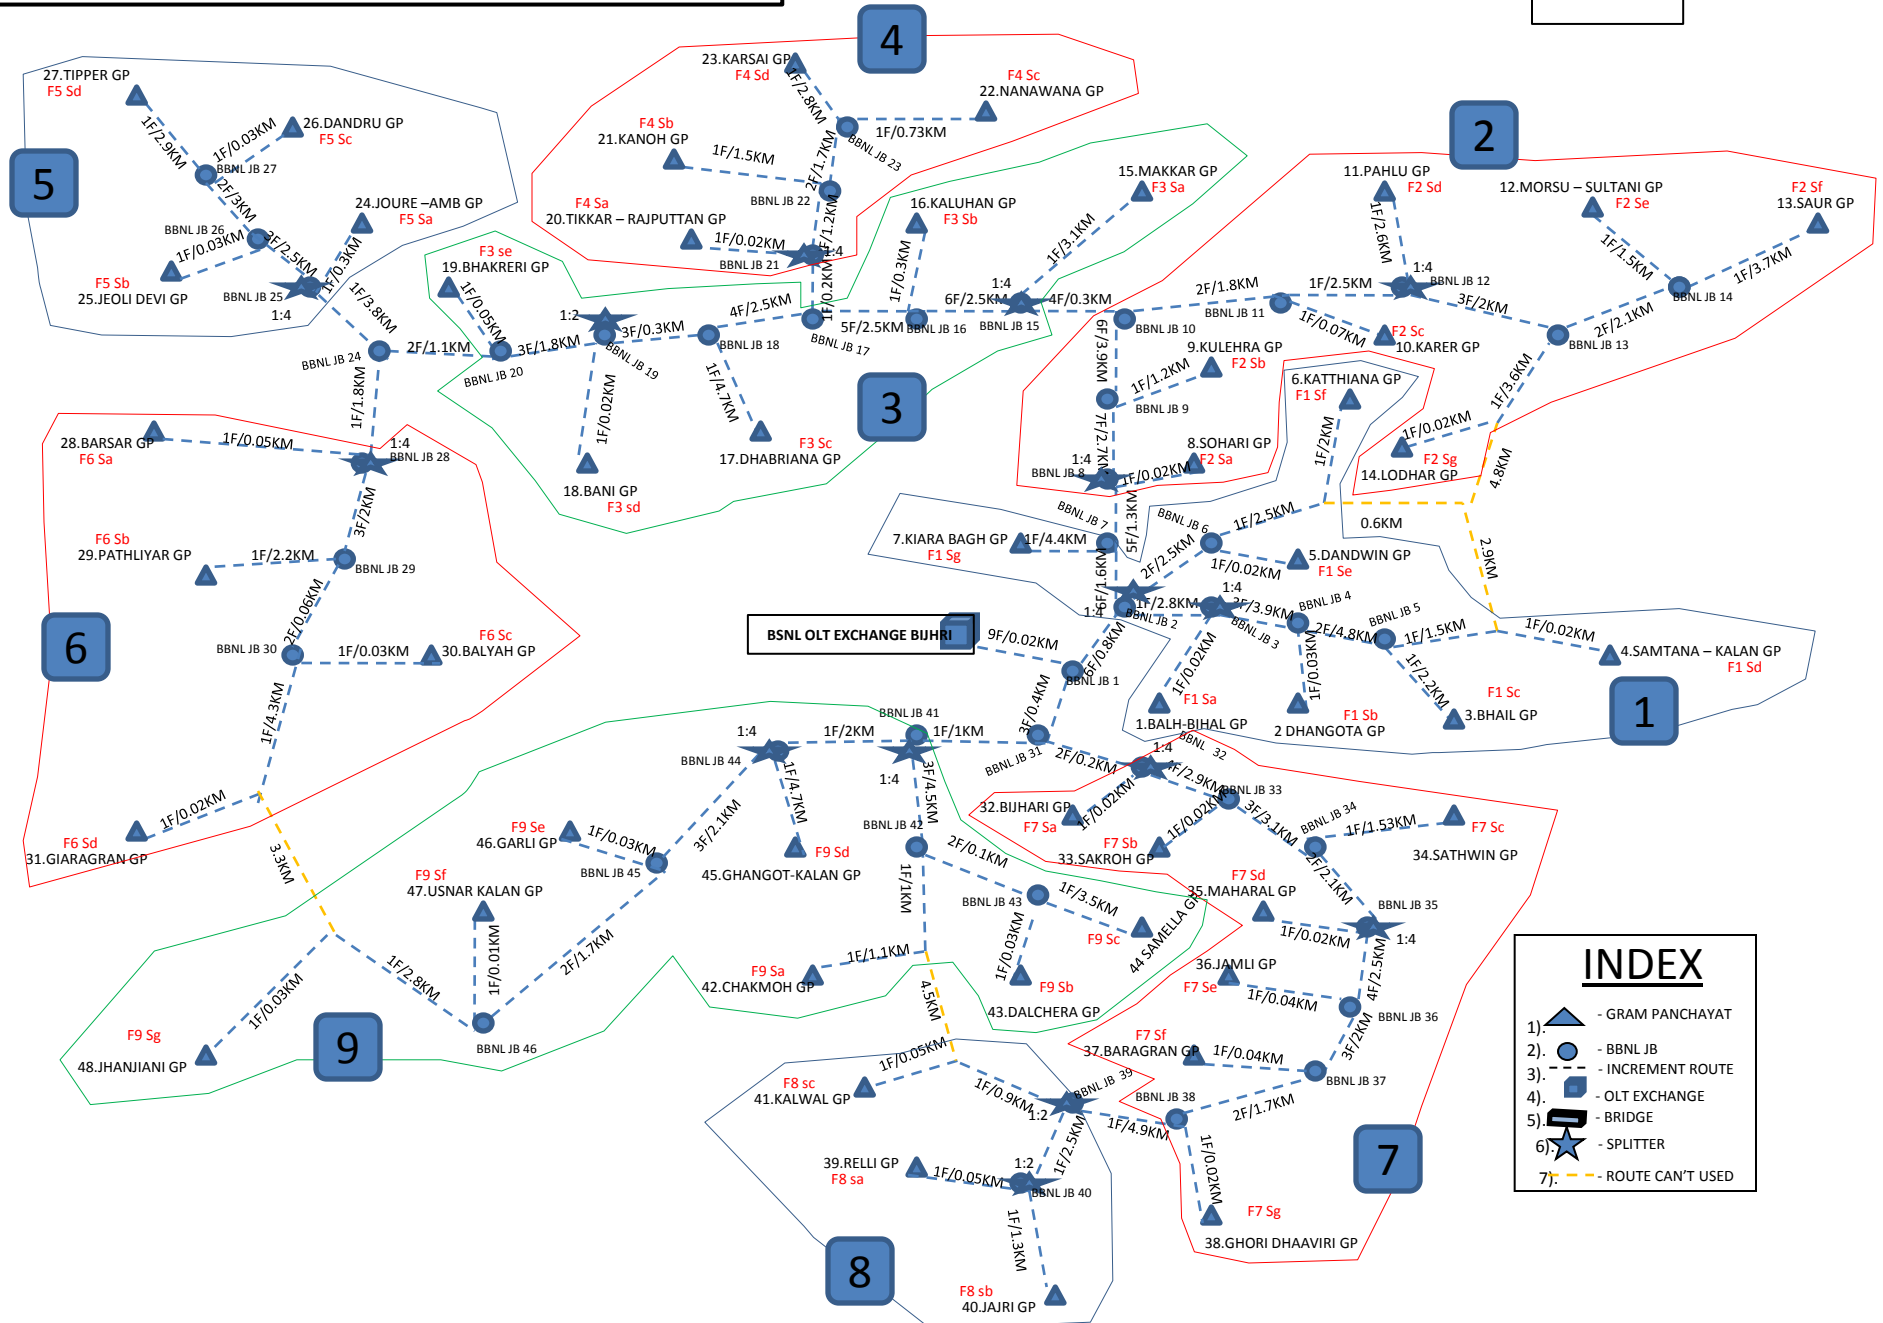 4
27.TIPPER GP
F5 Sd
1F/2.9KM
1F/0.03KM
26.DANDRU GP
F5 Sc
BBNL JB 27
5
2F/3KM
24.JOURE –AMB GP
F5 Sa
BBNL JB 26
1F/0.03KM
3F/2.5KM
1F/0.3KM
F5 Sb
25.JEOLI DEVI GP
BBNL JB 25
1:4
1F/3.8KM
23.KARSAI GP
F4 Sd
1F/2.8KM
F4 Sc
22.NANAWANA GP
1F/0.73KM
BBNL JB 23
F4 Sb
21.KANOH GP
1F/1.5KM
2F/1.7KM
BBNL JB 22
F4 Sa
20.TIKKAR – RAJPUTTAN GP
1F/0.02KM
1F/1.2KM
1:4
BBNL JB 21
1F/0.2KM
2
15.MAKKAR GP
F3 Sa
1F/3.1KM
16.KALUHAN GP
F3 Sb
1F/0.3KM
1:4
6F/2.5KM
4F/0.3KM
BBNL JB 15
5F/2.5KM
BBNL JB 16
BBNL JB 17
4F/2.5KM
F3 se
19.BHAKRERI GP
1F/0.05KM
1:2
3F/0.3KM
BBNL JB 18
BBNL JB 19
3F/1.8KM
BBNL JB 20
2F/1.1KM
BBNL JB 24
1F/1.8KM
1F/0.02KM
1F/4.7KM
3
F3 Sc
17.DHABRIANA GP
18.BANI GP
F3 sd
11.PAHLU GP
F2 Sd
1F/2.6KM
12.MORSU – SULTANI GP
F2 Se
F2 Sf
13.SAUR GP
1F/1.5KM
1F/3.7KM
1:4
BBNL JB 12
BBNL JB 14
2F/1.8KM
1F/2.5KM
3F/2KM
2F/2.1KM
BBNL JB 10
BBNL JB 11
1F/0.07KM
F2 Sc
10.KARER GP
BBNL JB 13
1F/3.6KM
6F/3.9KM
9.KULEHRA GP
F2 Sb
1F/1.2KM
BBNL JB 9
6.KATTHIANA GP
F1 Sf
1F/2KM
1F/0.02KM
F2 Sg
14.LODHAR GP
4.8KM
7F/2.7KM
8.SOHARI GP
F2 Sa
1:4
BBNL JB 8
1F/0.02KM
28.BARSAR GP
F6 Sa
1F/0.05KM
1:4
BBNL JB 28
3F/2KM
F6 Sb
29.PATHLIYAR GP
1F/2.2KM
BBNL JB 29
2F/0.06KM
6
BBNL JB 30
1F/0.03KM
F6 Sc
30.BALYAH GP
1F/4.3KM
1F/0.02KM
F6 Sd
31.GIARAGRAN GP
3.3KM
BBNL JB 7
5F/1.3KM
7.KIARA BAGH GP
F1 Sg
1F/4.4KM
BBNL JB 6
1F/2.5KM
0.6KM
2.9KM
2F/2.5KM
1F/0.02KM
5.DANDWIN GP
F1 Se
6F/1.6KM
1:4
1F/2.8KM
BBNL JB 2
1:4
3F/3.9KM
BBNL JB 3
BBNL JB 4
2F/4.8KM
BBNL JB 5
1F/1.5KM
1F/0.02KM
4.SAMTANA – KALAN GP
F1 Sd
BSNL OLT EXCHANGE BIJHRI
9F/0.02KM
6F/0.8KM
BBNL JB 1
1F/0.02KM
F1 Sa
1.BALH-BIHAL GP
1F/0.03KM
F1 Sb
2 DHANGOTA GP
1F/2.2KM
F1 Sc
3.BHAIL GP
1
3F/0.4KM
BBNL JB 31
BBNL JB 41
1F/1KM
1F/2KM
1:4
BBNL JB 44
1:4
3F/4.5KM
1F/4.7KM
3F/2.1KM
2F/0.2KM
1:4
BBNL 32
4F/2.9KM
32.BIJHARI GP
F7 Sa
1F/0.02KM
BBNL JB 33
1F/0.02KM
F7 Sb
33.SAKROH GP
3F/3.1KM
BBNL JB 34
1F/1.53KM
F7 Sc
34.SATHWIN GP
2F/2.1KM
F9 Se
46.GARLI GP
1F/0.03KM
BBNL JB 45
F9 Sd
45.GHANGOT-KALAN GP
BBNL JB 42
2F/0.1KM
1F/1KM
BBNL JB 43
1F/3.5KM
F9 Sc
44 SAMELLA GP
1F/0.03KM
F9 Sb
43.DALCHERA GP
F9 Sf
47.USNAR KALAN GP
1F/0.01KM
2F/1.7KM
1F/2.8KM
BBNL JB 46
1F/0.03KM
F9 Sg
48.JHANJIANI GP
9
1F/1.1KM
F9 Sa
42.CHAKMOH GP
4.5KM
F7 Sd
35.MAHARAL GP
1F/0.02KM
BBNL JB 35
1:4
4F/2.5KM
36.JAMLI GP
F7 Se
1F/0.04KM
BBNL JB 36
3F/2KM
F7 Sf
37.BARAGRAN GP
1F/0.04KM
BBNL JB 37
2F/1.7KM
BBNL JB 38
1F/0.02KM
F7 Sg
38.GHORI DHAAVIRI GP
7
1F/0.05KM
F8 sc
41.KALWAL GP
1F/0.9KM
BBNL JB 39
1:2
1F/4.9KM
1F/2.5KM
39.RELLI GP
F8 sa
1F/0.05KM
1:2
BBNL JB 40
1F/1.3KM
F8 sb
40.JAJRI GP
8
INDEX
1). - GRAM PANCHAYAT
2). - BBNL JB
3). - INCREMENT ROUTE
4). - OLT EXCHANGE
5). - BRIDGE
6). - SPLITTER
7). - ROUTE CAN'T USED